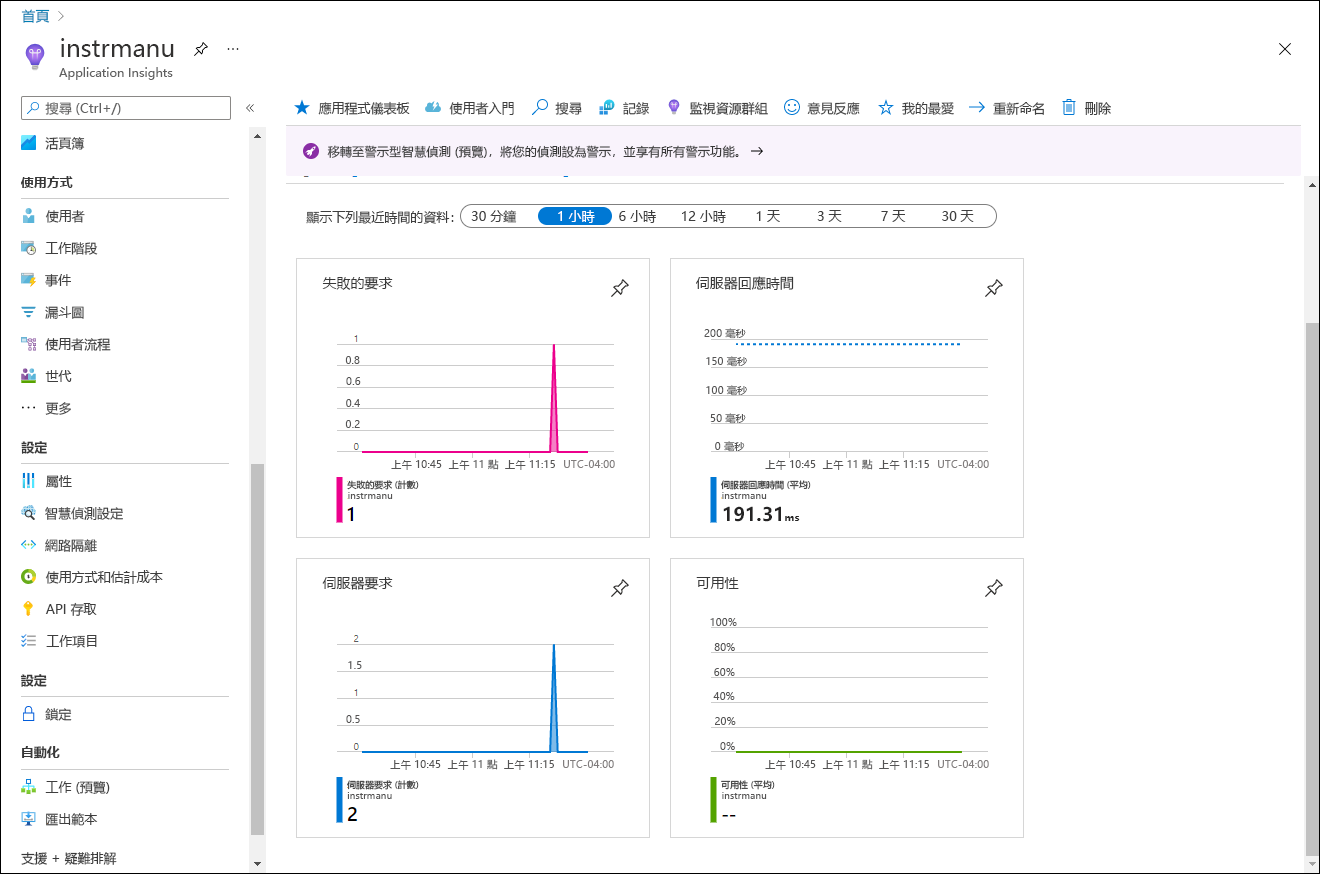 首頁
instrmanu
Application Insights
搜尋 (Ctrl+/)
活頁簿
使用方式
使用者
工作階段
事件
漏斗圖
使用者流程
世代
更多
設定
屬性
智慧偵測設定
網路隔離
使用方式和估計成本
API 存取
工作項目
設定
鎖定
自動化
工作 (預覽)
匯出範本
支援 + 疑難排解
應用程式儀表板 使用者入門 搜尋 記錄 監視資源群組 意見反應 我的最愛 重新命名 刪除
移轉至警示型智慧偵測 (預覽)，將您的偵測設為警示，並享有所有警示功能。
顯示下列最近時間的資料: 30 分鐘 1 小時 6 小時 12 小時 1 天 3 天 7 天 30 天
失敗的要求
1
0.8
0.6
0.4
0.2
0
上午 10:45 上午 11 點 上午 11:15 UTC-04:00
失敗的要求 (計數)
instrmanu
1
伺服器回應時間
200 毫秒
150 毫秒
100 毫秒
50 毫秒
0 毫秒
上午 10:45 上午 11 點 上午 11:15 UTC-04:00
伺服器回應時間 (平均)
instrmanu
191.31ms
伺服器要求
2
1.5
1
0.5
0
上午 10:45 上午 11 點 上午 11:15 UTC-04:00
伺服器要求 (計數)
instrmanu
2
可用性
100%
80%
60%
40%
20%
0%
上午 10:45 上午 11 點 上午 11:15 UTC-04:00
可用性 (平均)
instrmanu
--